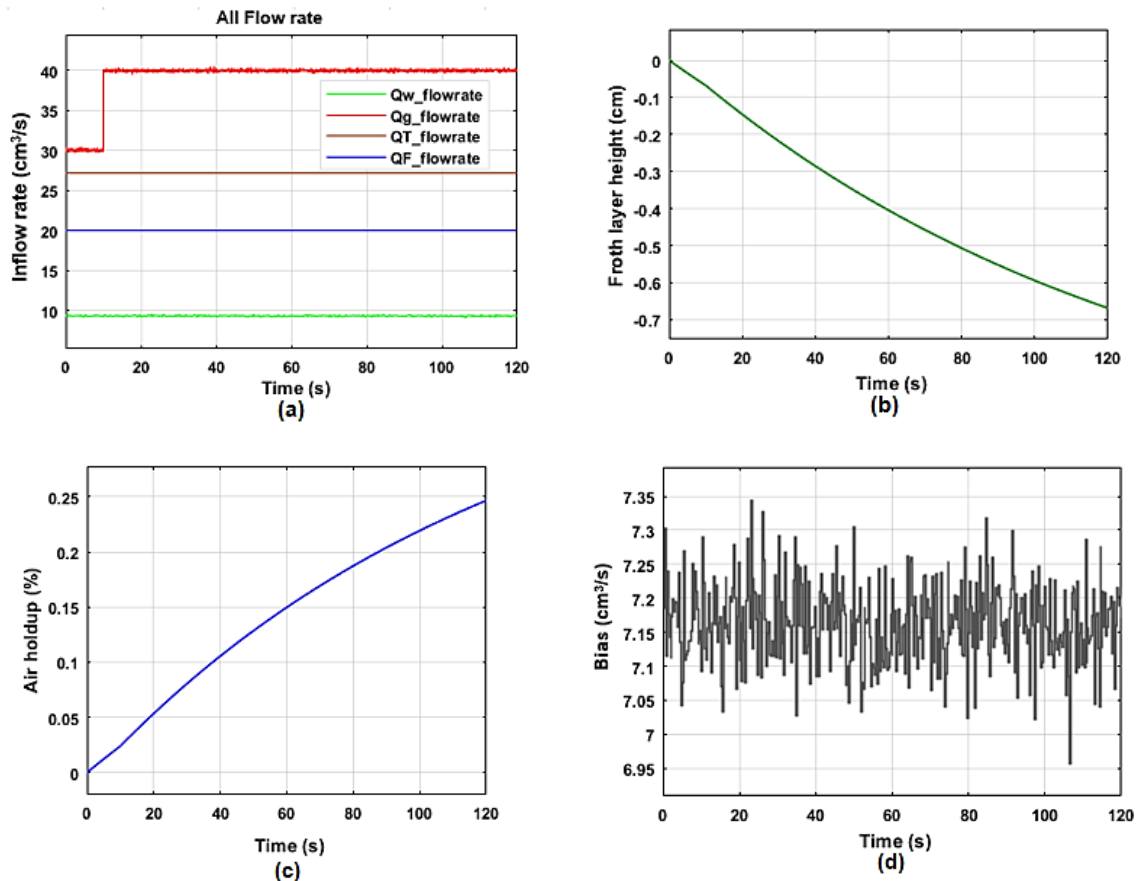 All Flow rate
Inflow rate (cm³/s)
40
35
30
25
20
15
10
Qw_flowrate
Qg_flowrate
QT_flowrate
QF_flowrate
0 20 40 60 80 100 120
Time (s)
(a)
Froth layer height (cm)
0
-0.1
-0.2
-0.3
-0.4
-0.5
-0.6
-0.7
0 20 40 60 80 100 120
Time (s)
(b)
Air holdup (%)
0.25
0.2
0.15
0.1
0.05
0
0 20 40 60 80 100 120
Time (s)
(c)
Bias (cm³/s)
7.35
7.3
7.25
7.2
7.15
7.1
7.05
7
6.95
0 20 40 60 80 100 120
Time (s)
(d)